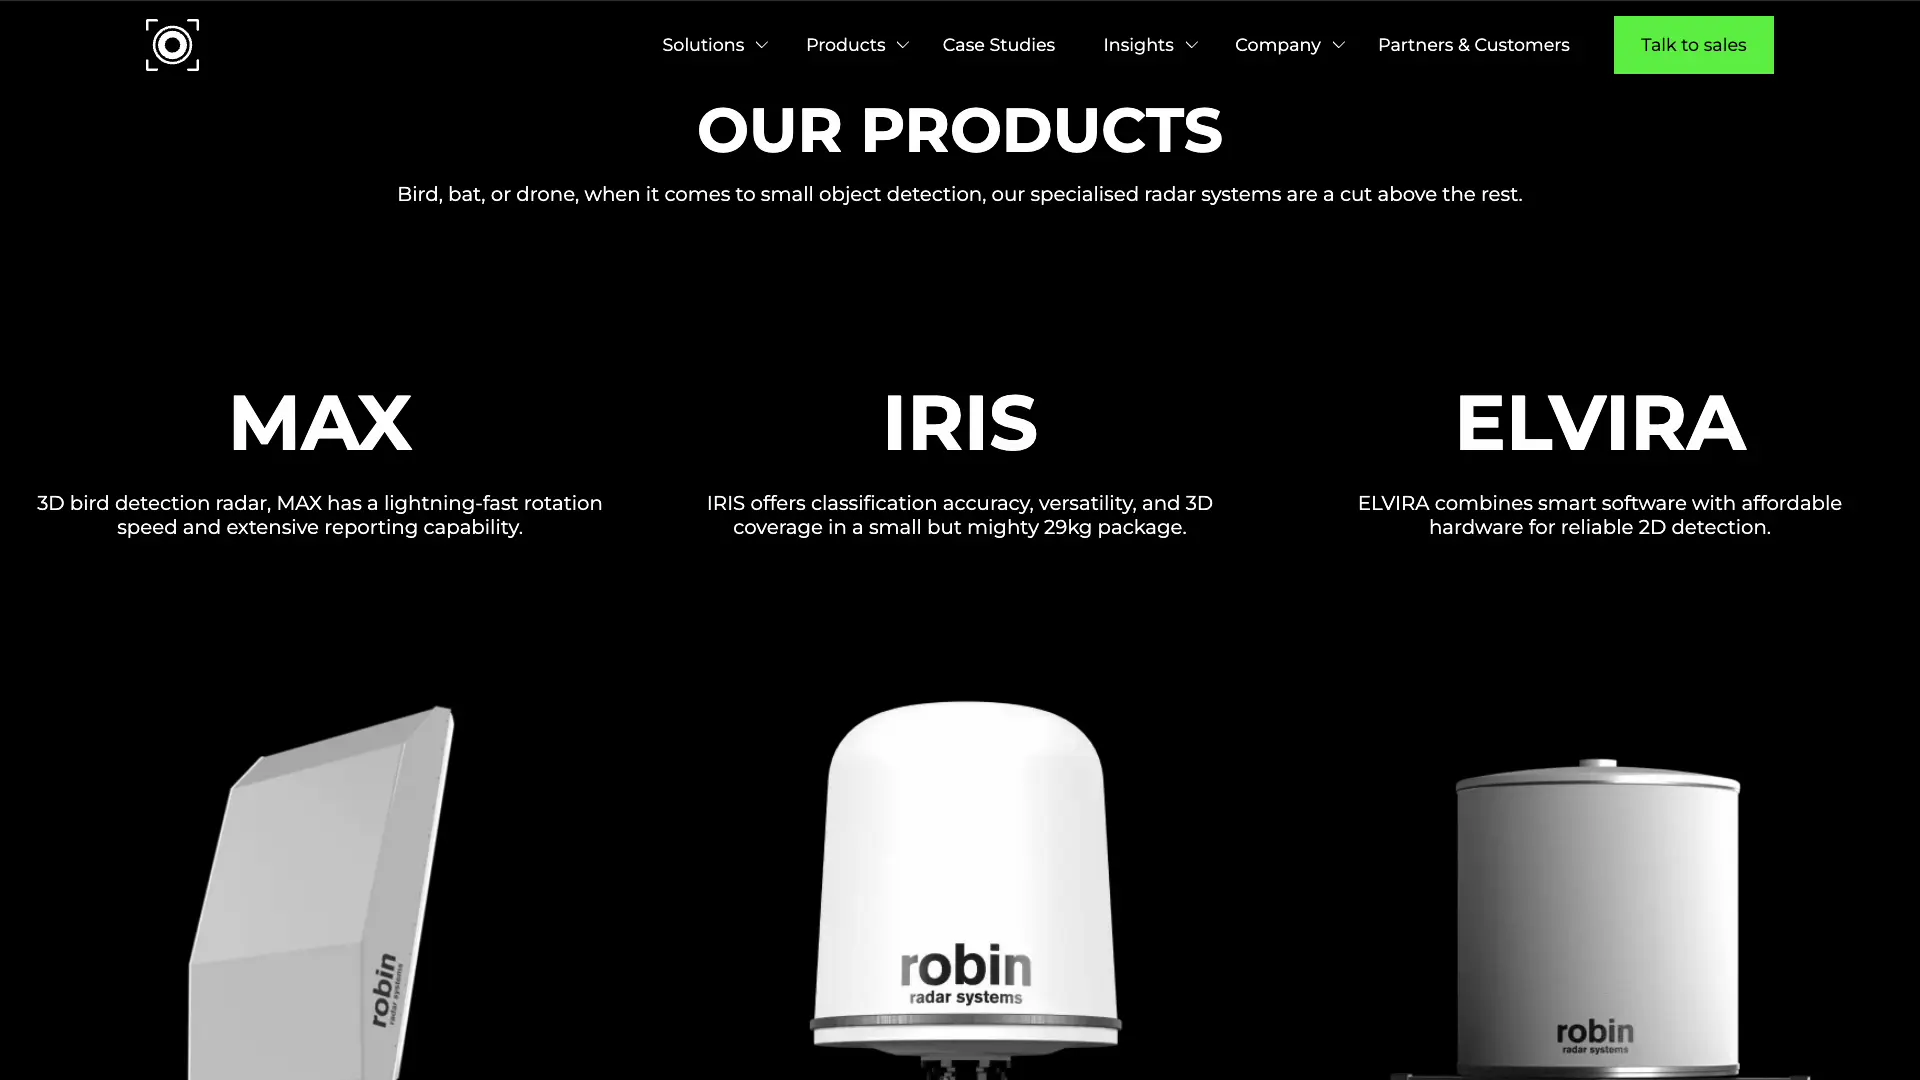 Solutions
Products
Case Studies
Insights
Company
Partners & Customers
Talk to sales
OUR PRODUCTS
Bird, bat, or drone, when it comes to small object detection, our specialised radar systems are a cut above the rest.
MAX
3D bird detection radar, MAX has a lightning-fast rotation
speed and extensive reporting capability.
IRIS
IRIS offers classification accuracy, versatility, and 3D
coverage in a small but mighty 29kg package.
ELVIRA
ELVIRA combines smart software with affordable
hardware for reliable 2D detection.
robin
radar systems
robin
radar systems
robin
radar systems